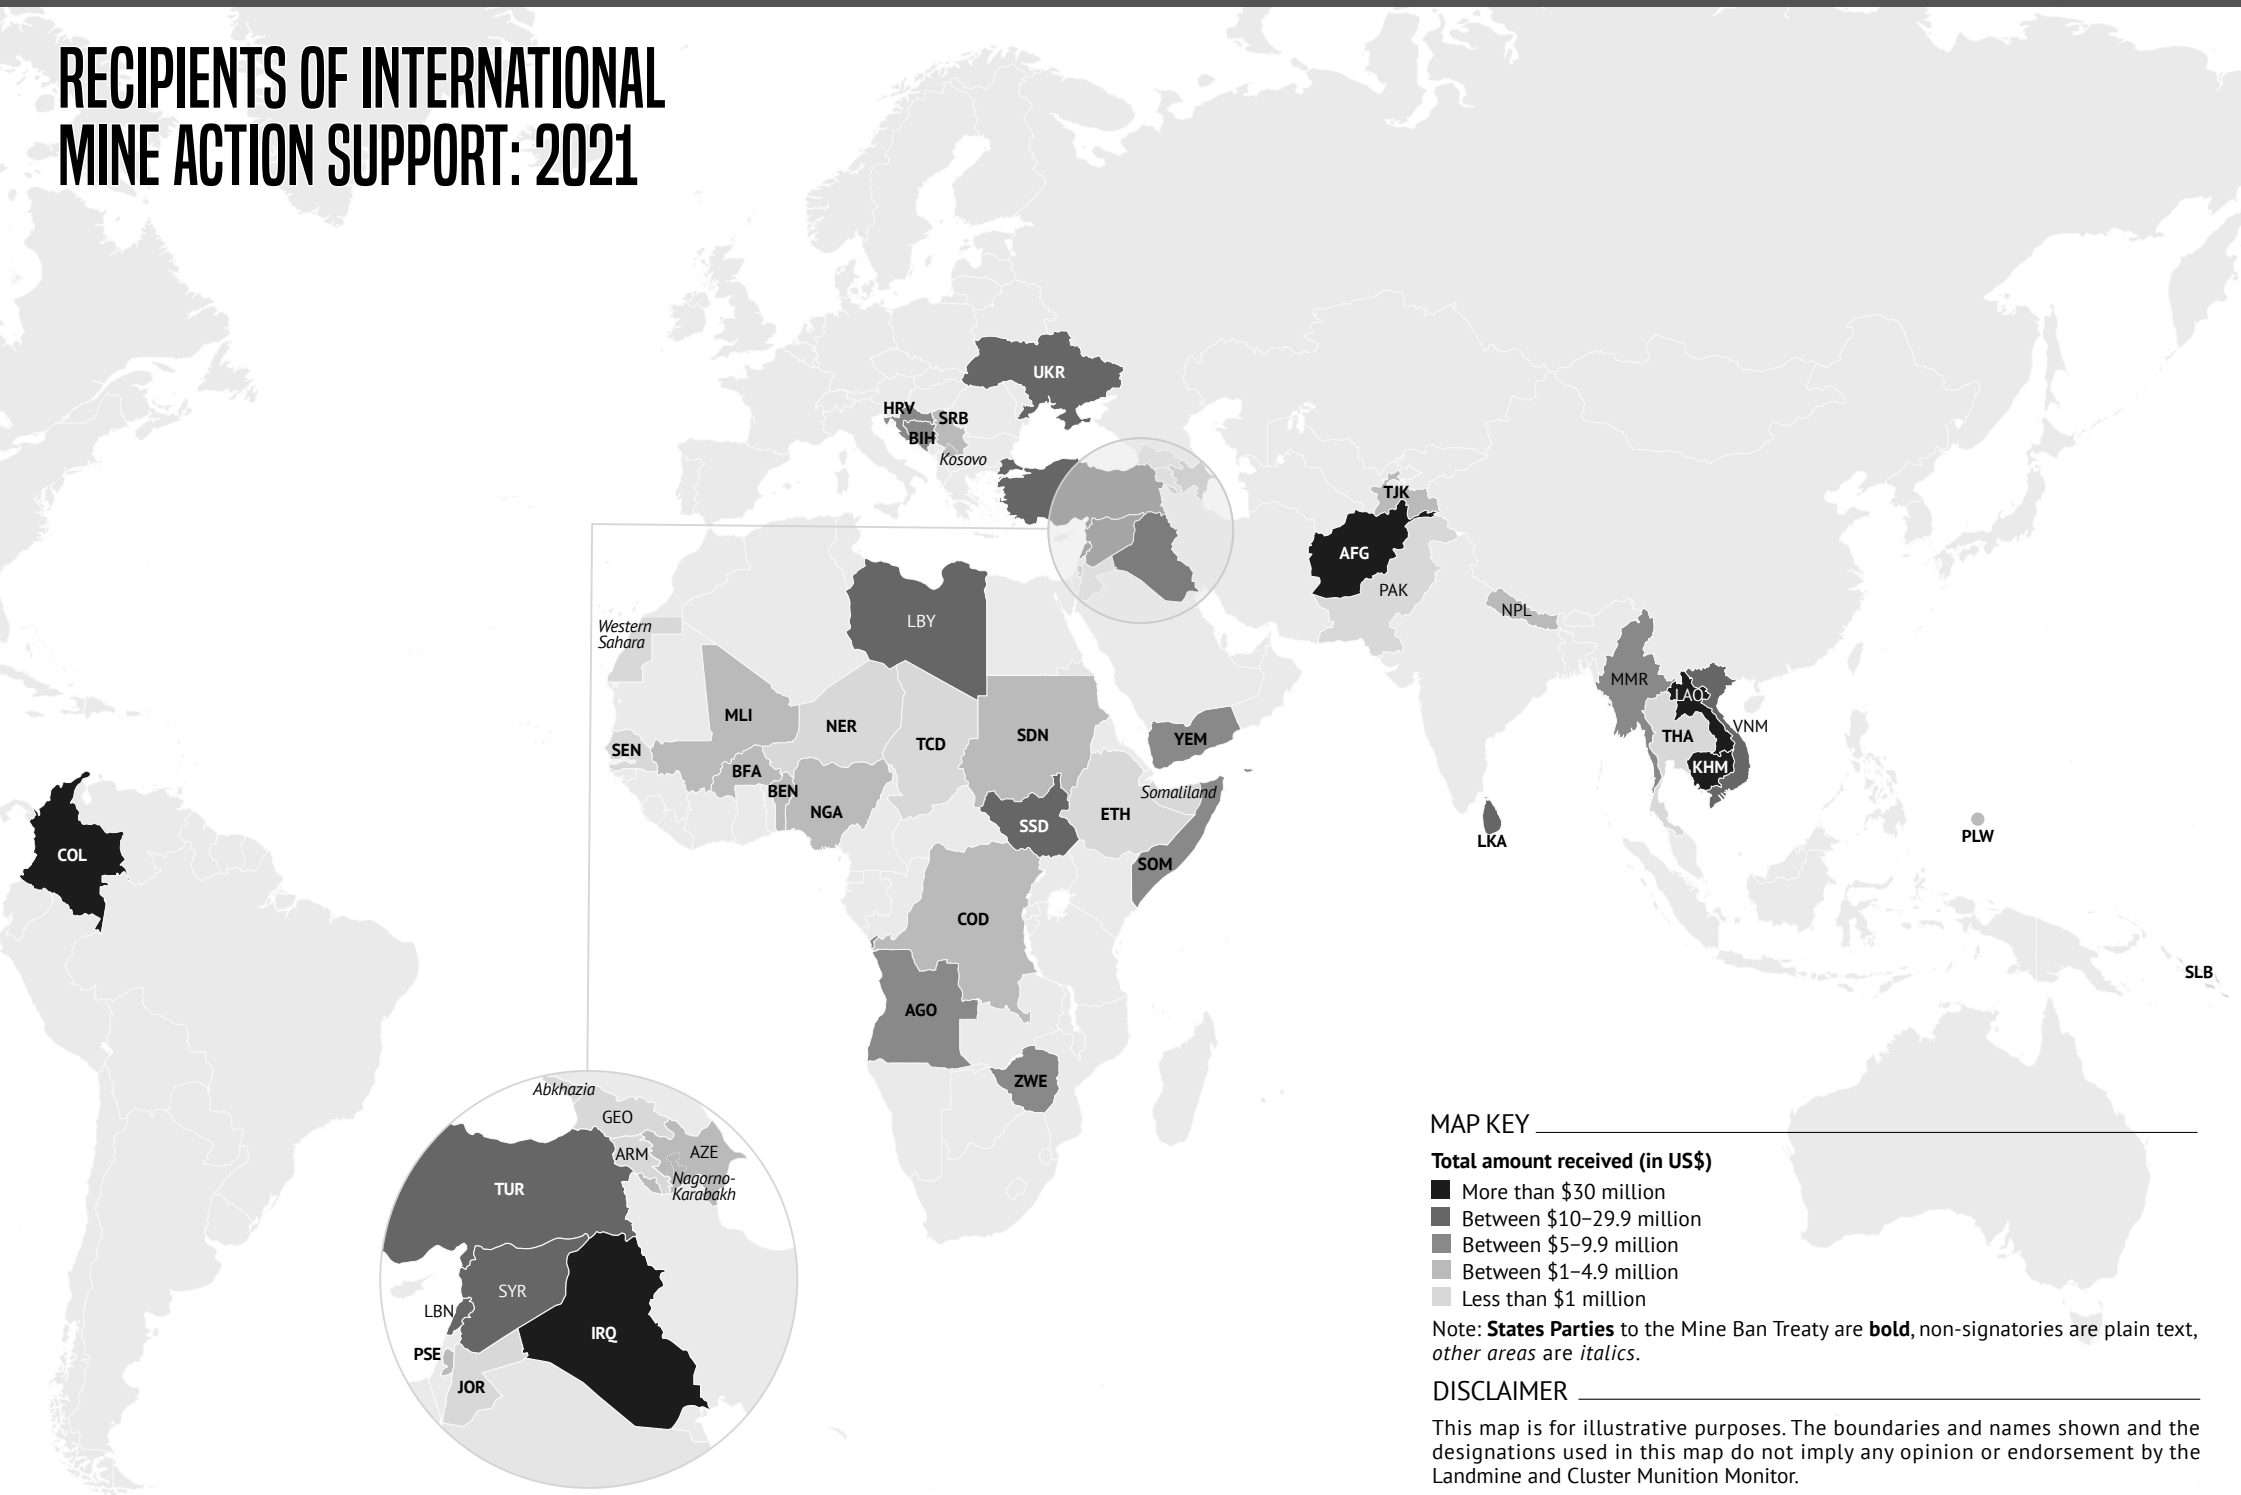 RECIPIENTS OF INTERNATIONAL
MINE ACTION SUPPORT: 2021
UKR
HRV
SRB
BIH
Kosovo
TJK
AFG
PAK
NPL
LBY
Western
Sahara
MMR
LAO
VNM
THA
KHM
MLI
NER
TCD
SDN
YEM
SEN
BFA
BEN
NGA
SSD
ETH
Somaliland
SOM
LKA
PLW
COL
COD
SLB
AGO
ZWE
Abkhazia
GEO
ARM
AZE
Nagorno-
Karabakh
TUR
SYR
LBN
IRQ
PSE
JOR
MAP KEY
Total amount received (in US$)
More than $30 million
Between $10–29.9 million
Between $5–9.9 million
Between $1–4.9 million
Less than $1 million
Note: States Parties to the Mine Ban Treaty are bold, non-signatories are plain text,
other areas are italics.
DISCLAIMER
This map is for illustrative purposes. The boundaries and names shown and the
designations used in this map do not imply any opinion or endorsement by the
Landmine and Cluster Munition Monitor.